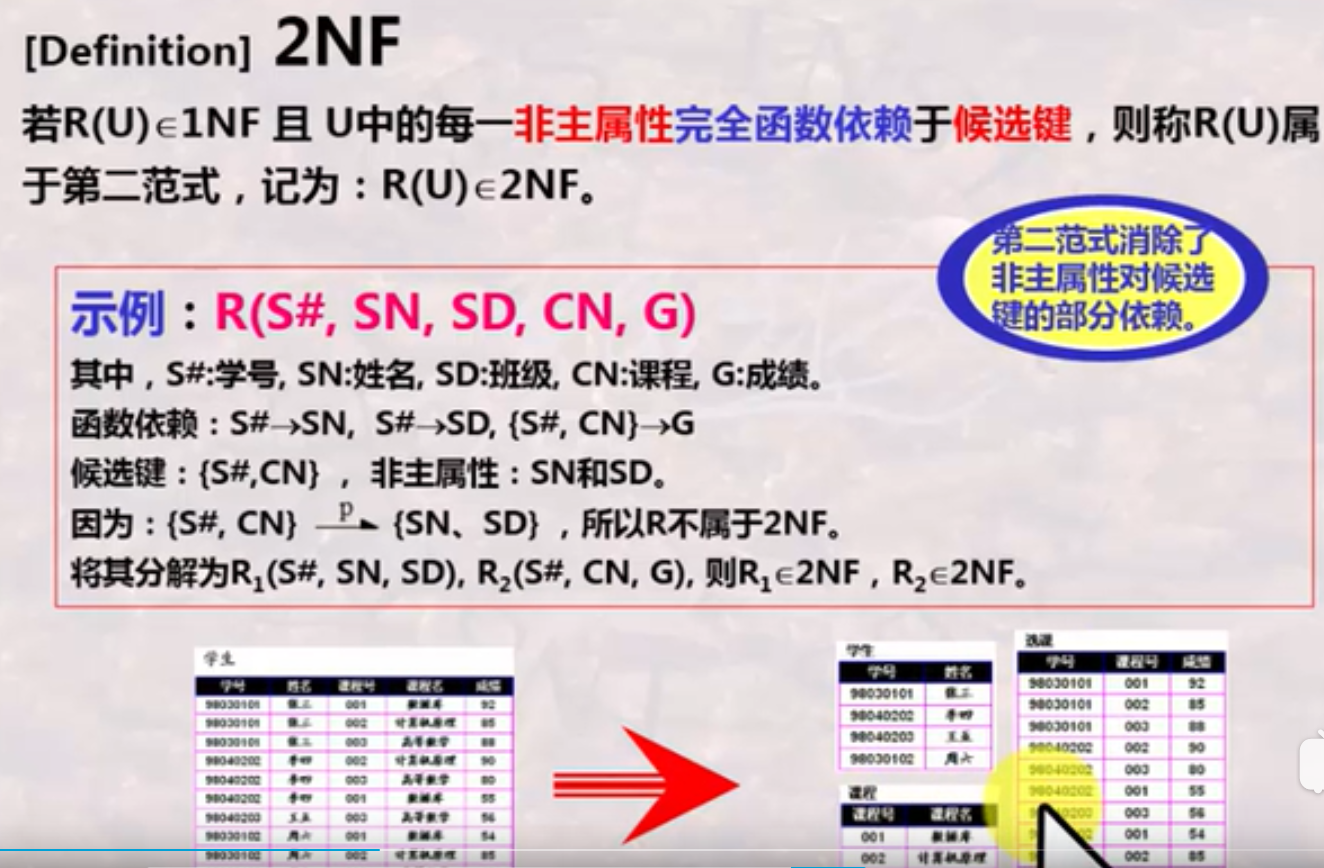 [Definition] 2NF
若R(U)∈1NF 且 U中的每一非主属性完全函数依赖于候选键，则称R(U)属
于第二范式，记为：R(U)∈2NF。
第二范式消除了
非主属性对候选
键的部分依赖。
示例：R(S#, SN, SD, CN, G)
其中，S#:学号, SN:姓名, SD:班级, CN:课程, G:成绩。
函数依赖：S#→SN, S#→SD, {S#, CN}→G
候选键：{S#,CN} ，非主属性：SN和SD。
p
因为：{S#, CN} → {SN、SD} ，所以R不属于2NF。
将其分解为R₁(S#, SN, SD), R₂(S#, CN, G), 则R₁∈2NF，R₂∈2NF。
学生
学号 姓名 课程号 课程名 成绩
98030101 张三 001 数据库 92
98030101 张三 002 计算机原理 85
98030101 张三 003 高等数学 88
98040202 李四 002 计算机原理 90
98040202 李四 003 高等数学 80
98040202 李四 001 数据库 55
98040203 王五 003 高等数学 56
98030102 周六 001 数据库 54
98030102 周六 002 计算机原理 85
学生
学号 姓名
98030101 张三
98040202 李四
98040203 王五
98030102 周六
课程
课程号 课程名
001 数据库
002 计算机原理
选课
学号 课程号 成绩
98030101 001 92
98030101 002 85
98030101 003 88
98040202 002 90
98040202 003 80
98040202 001 55
003 56
001 54
002 85